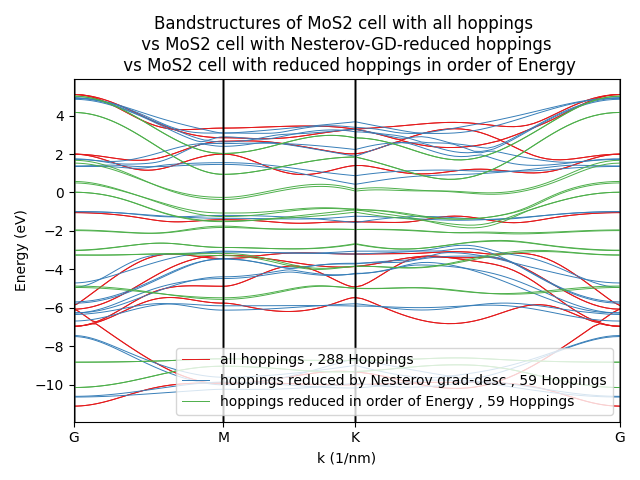 Bandstructures of MoS2 cell with all hoppings
vs MoS2 cell with Nesterov-GD-reduced hoppings
vs MoS2 cell with reduced hoppings in order of Energy
4
2
0
−2
−4
−6
−8
−10
Energy (eV)
all hoppings , 288 Hoppings
hoppings reduced by Nesterov grad-desc , 59 Hoppings
hoppings reduced in order of Energy , 59 Hoppings
G
M
K
G
k (1/nm)